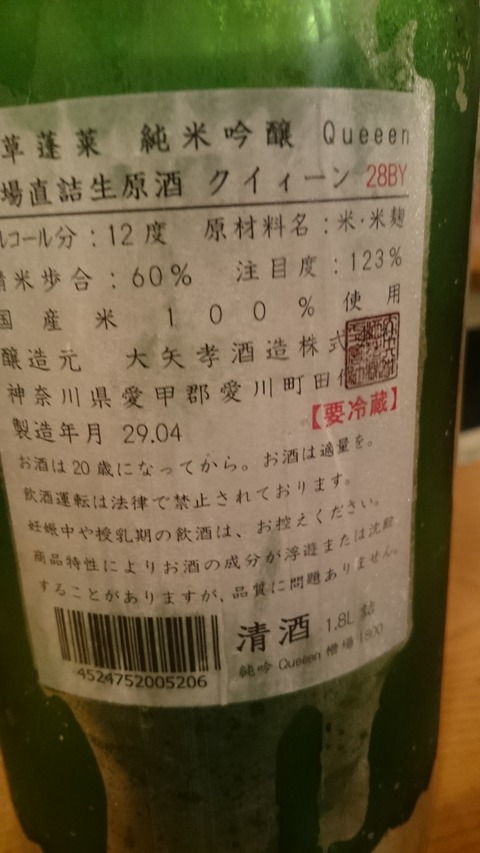 草蓬莱 純米吟醸 Queeen
場直詰生原酒 クイィーン 28BY
ルコール分：12度 原材料名：米・米麹
精米歩合：60% 注目度：123%
国産米100%使用
醸造元 大矢孝酒造株式
神奈川県愛甲郡愛川町田代
【要冷蔵】
製造年月 29.04
お酒は20歳になってから。お酒は適量を。
飲酒運転は法律で禁止されております。
妊娠中や授乳期の飲酒は、お控えください。
商品特性によりお酒の成分が浮遊または沈殿
することがありますが、品質に問題ありません。
4524752005206
清酒 1.8L 詰
純吟 Queeen 槽場 1800